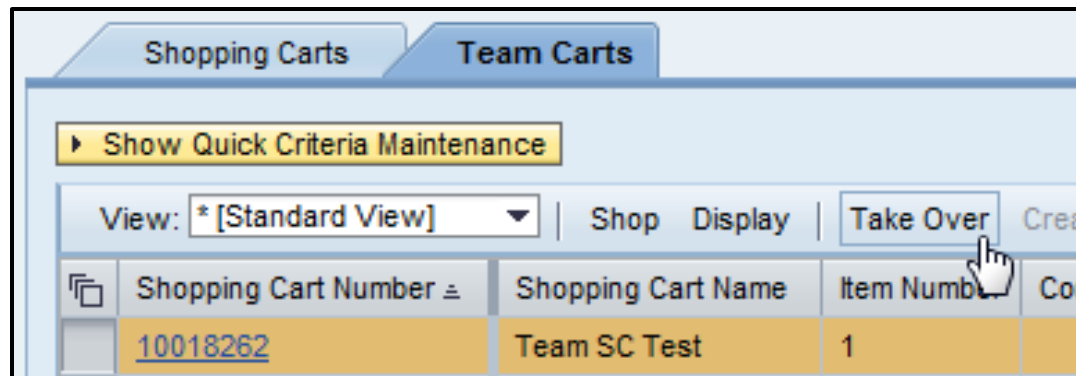 Shopping Carts Team Carts
Show Quick Criteria Maintenance
View: * [Standard View] Shop Display Take Over
Shopping Cart Number Shopping Cart Name Item Number
10018262 Team SC Test 1